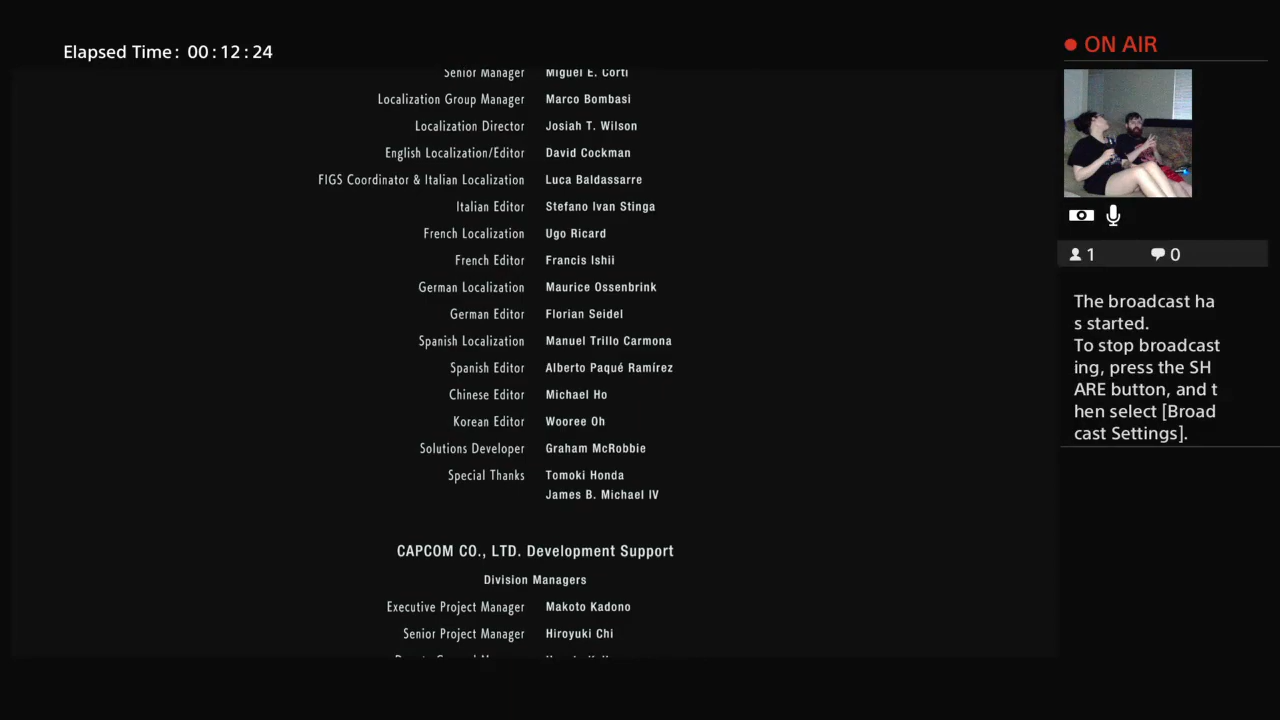 Elapsed Time: 00:12:24
ON AIR
Senior Manager Miguel E. Corti
Localization Group Manager Marco Bombasi
Localization Director Josiah T. Wilson
English Localization/Editor David Cockman
FIGS Coordinator & Italian Localization Luca Baldassarre
Italian Editor Stefano Ivan Stinga
French Localization Ugo Ricard
French Editor Francis Ishii
German Localization Maurice Ossenbrink
German Editor Florian Seidel
Spanish Localization Manuel Trillo Carmona
Spanish Editor Alberto Paqué Ramírez
Chinese Editor Michael Ho
Korean Editor Wooree Oh
Solutions Developer Graham McRobbie
Special Thanks Tomoki Honda
James B. Michael IV
CAPCOM CO., LTD. Development Support
Division Managers
Executive Project Manager Makoto Kadono
Senior Project Manager Hiroyuki Chi
1
0
The broadcast ha
s started.
To stop broadcast
ing, press the SH
ARE button, and t
hen select [Broad
cast Settings].